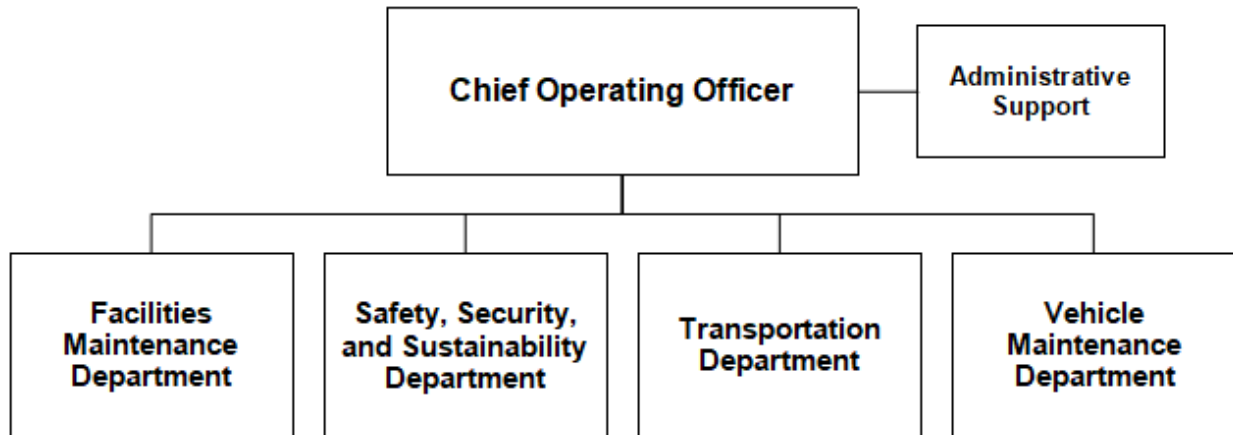 Chief Operating Officer
Administrative
Support
Facilities
Maintenance
Department
Safety, Security,
and Sustainability
Department
Transportation
Department
Vehicle
Maintenance
Department